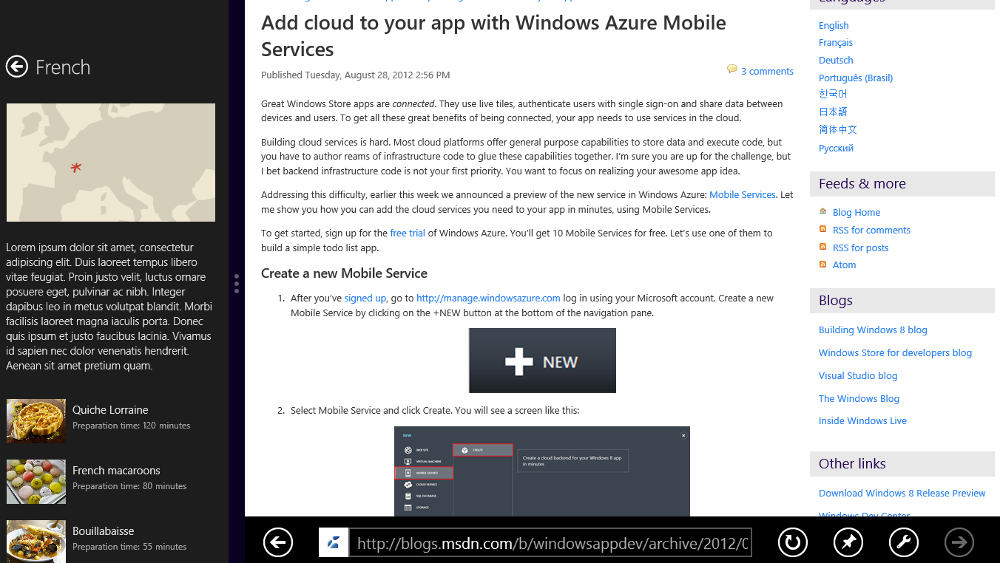 French
Lorem ipsum dolor sit amet, consectetur
adipiscing elit. Duis laoreet tempus libero
vitae feugiat. Proin justo velit, luctus ornare
posuere eget, pulvinar ac nibh. Integer
dapibus leo in metus volutpat blandit. Morbi
facilisis laoreet magna iaculis porta. Donec
quis ipsum et justo faucibus lacinia. Vivamus
id sapien nec dolor venenatis hendrerit.
Aenean sit amet pretium quam.
Quiche Lorraine
Preparation time: 120 minutes
French macaroons
Preparation time: 80 minutes
Bouillabaisse
Preparation time: 55 minutes
Add cloud to your app with Windows Azure Mobile
Services
Published Tuesday, August 28, 2012 2:56 PM
3 comments
Great Windows Store apps are connected. They use live tiles, authenticate users with single sign-on and share data between
devices and users. To get all these great benefits of being connected, your app needs to use services in the cloud.
Building cloud services is hard. Most cloud platforms offer general purpose capabilities to store data and execute code, but
you have to author reams of infrastructure code to glue these capabilities together. I'm sure you are up for the challenge, but
I bet backend infrastructure code is not your first priority. You want to focus on realizing your awesome app idea.
Addressing this difficulty, earlier this week we announced a preview of the new service in Windows Azure: Mobile Services. Let
me show you how you can add the cloud services you need to your app in minutes, using Mobile Services.
To get started, sign up for the free trial of Windows Azure. You'll get 10 Mobile Services for free. Let's use one of them to
build a simple todo list app.
Create a new Mobile Service
1. After you've signed up, go to http://manage.windowsazure.com log in using your Microsoft account. Create a new
Mobile Service by clicking on the +NEW button at the bottom of the navigation pane.
NEW
2. Select Mobile Service and click Create. You will see a screen like this:
NEW
WEB SITE
VIRTUAL MACHINE
MOBILE SERVICE
CLOUD SERVICE
SQL DATABASE
STORAGE
CREATE
Create a cloud backend for your Windows 8 app
in minutes
Languages
English
Français
Deutsch
Português (Brasil)
한국어
日本語
简体中文
Русский
Feeds & more
Blog Home
RSS for comments
RSS for posts
Atom
Blogs
Building Windows 8 blog
Windows Store for developers blog
Visual Studio blog
The Windows Blog
Inside Windows Live
Other links
Download Windows 8 Release Preview
Windows Dev Center
http://blogs.msdn.com/b/windowsappdev/archive/2012/0